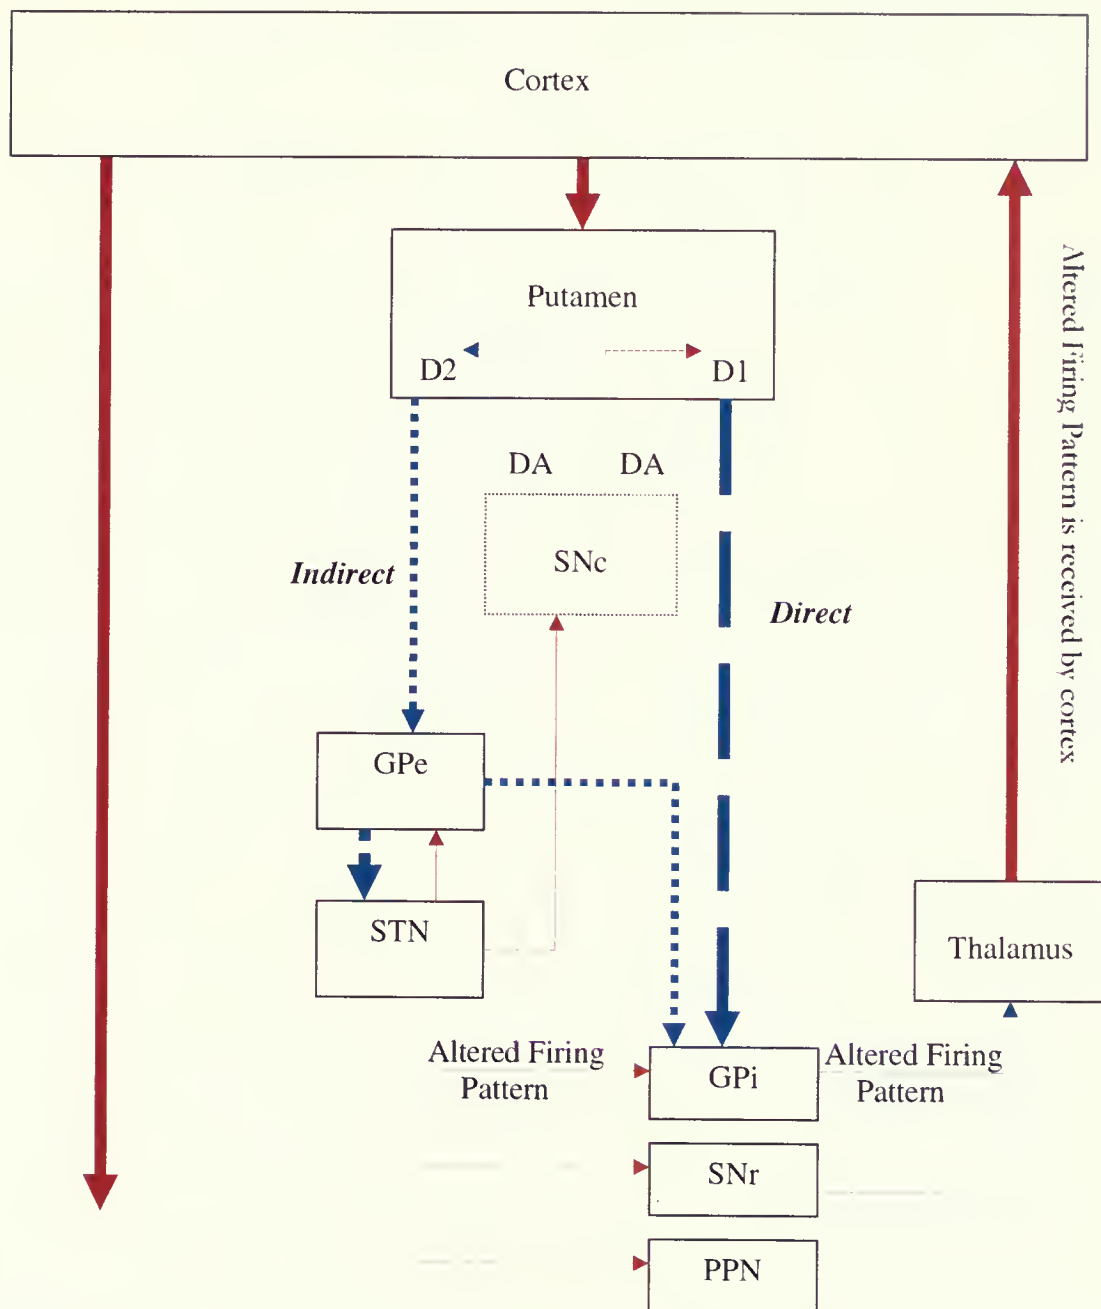 Cortex
Putamen
D2
D1
DA
DA
SNc
Indirect
Direct
Altered Firing Pattern is received by cortex
GPe
STN
Thalamus
Altered Firing
Pattern
GPi
Altered Firing
Pattern
SNr
PPN